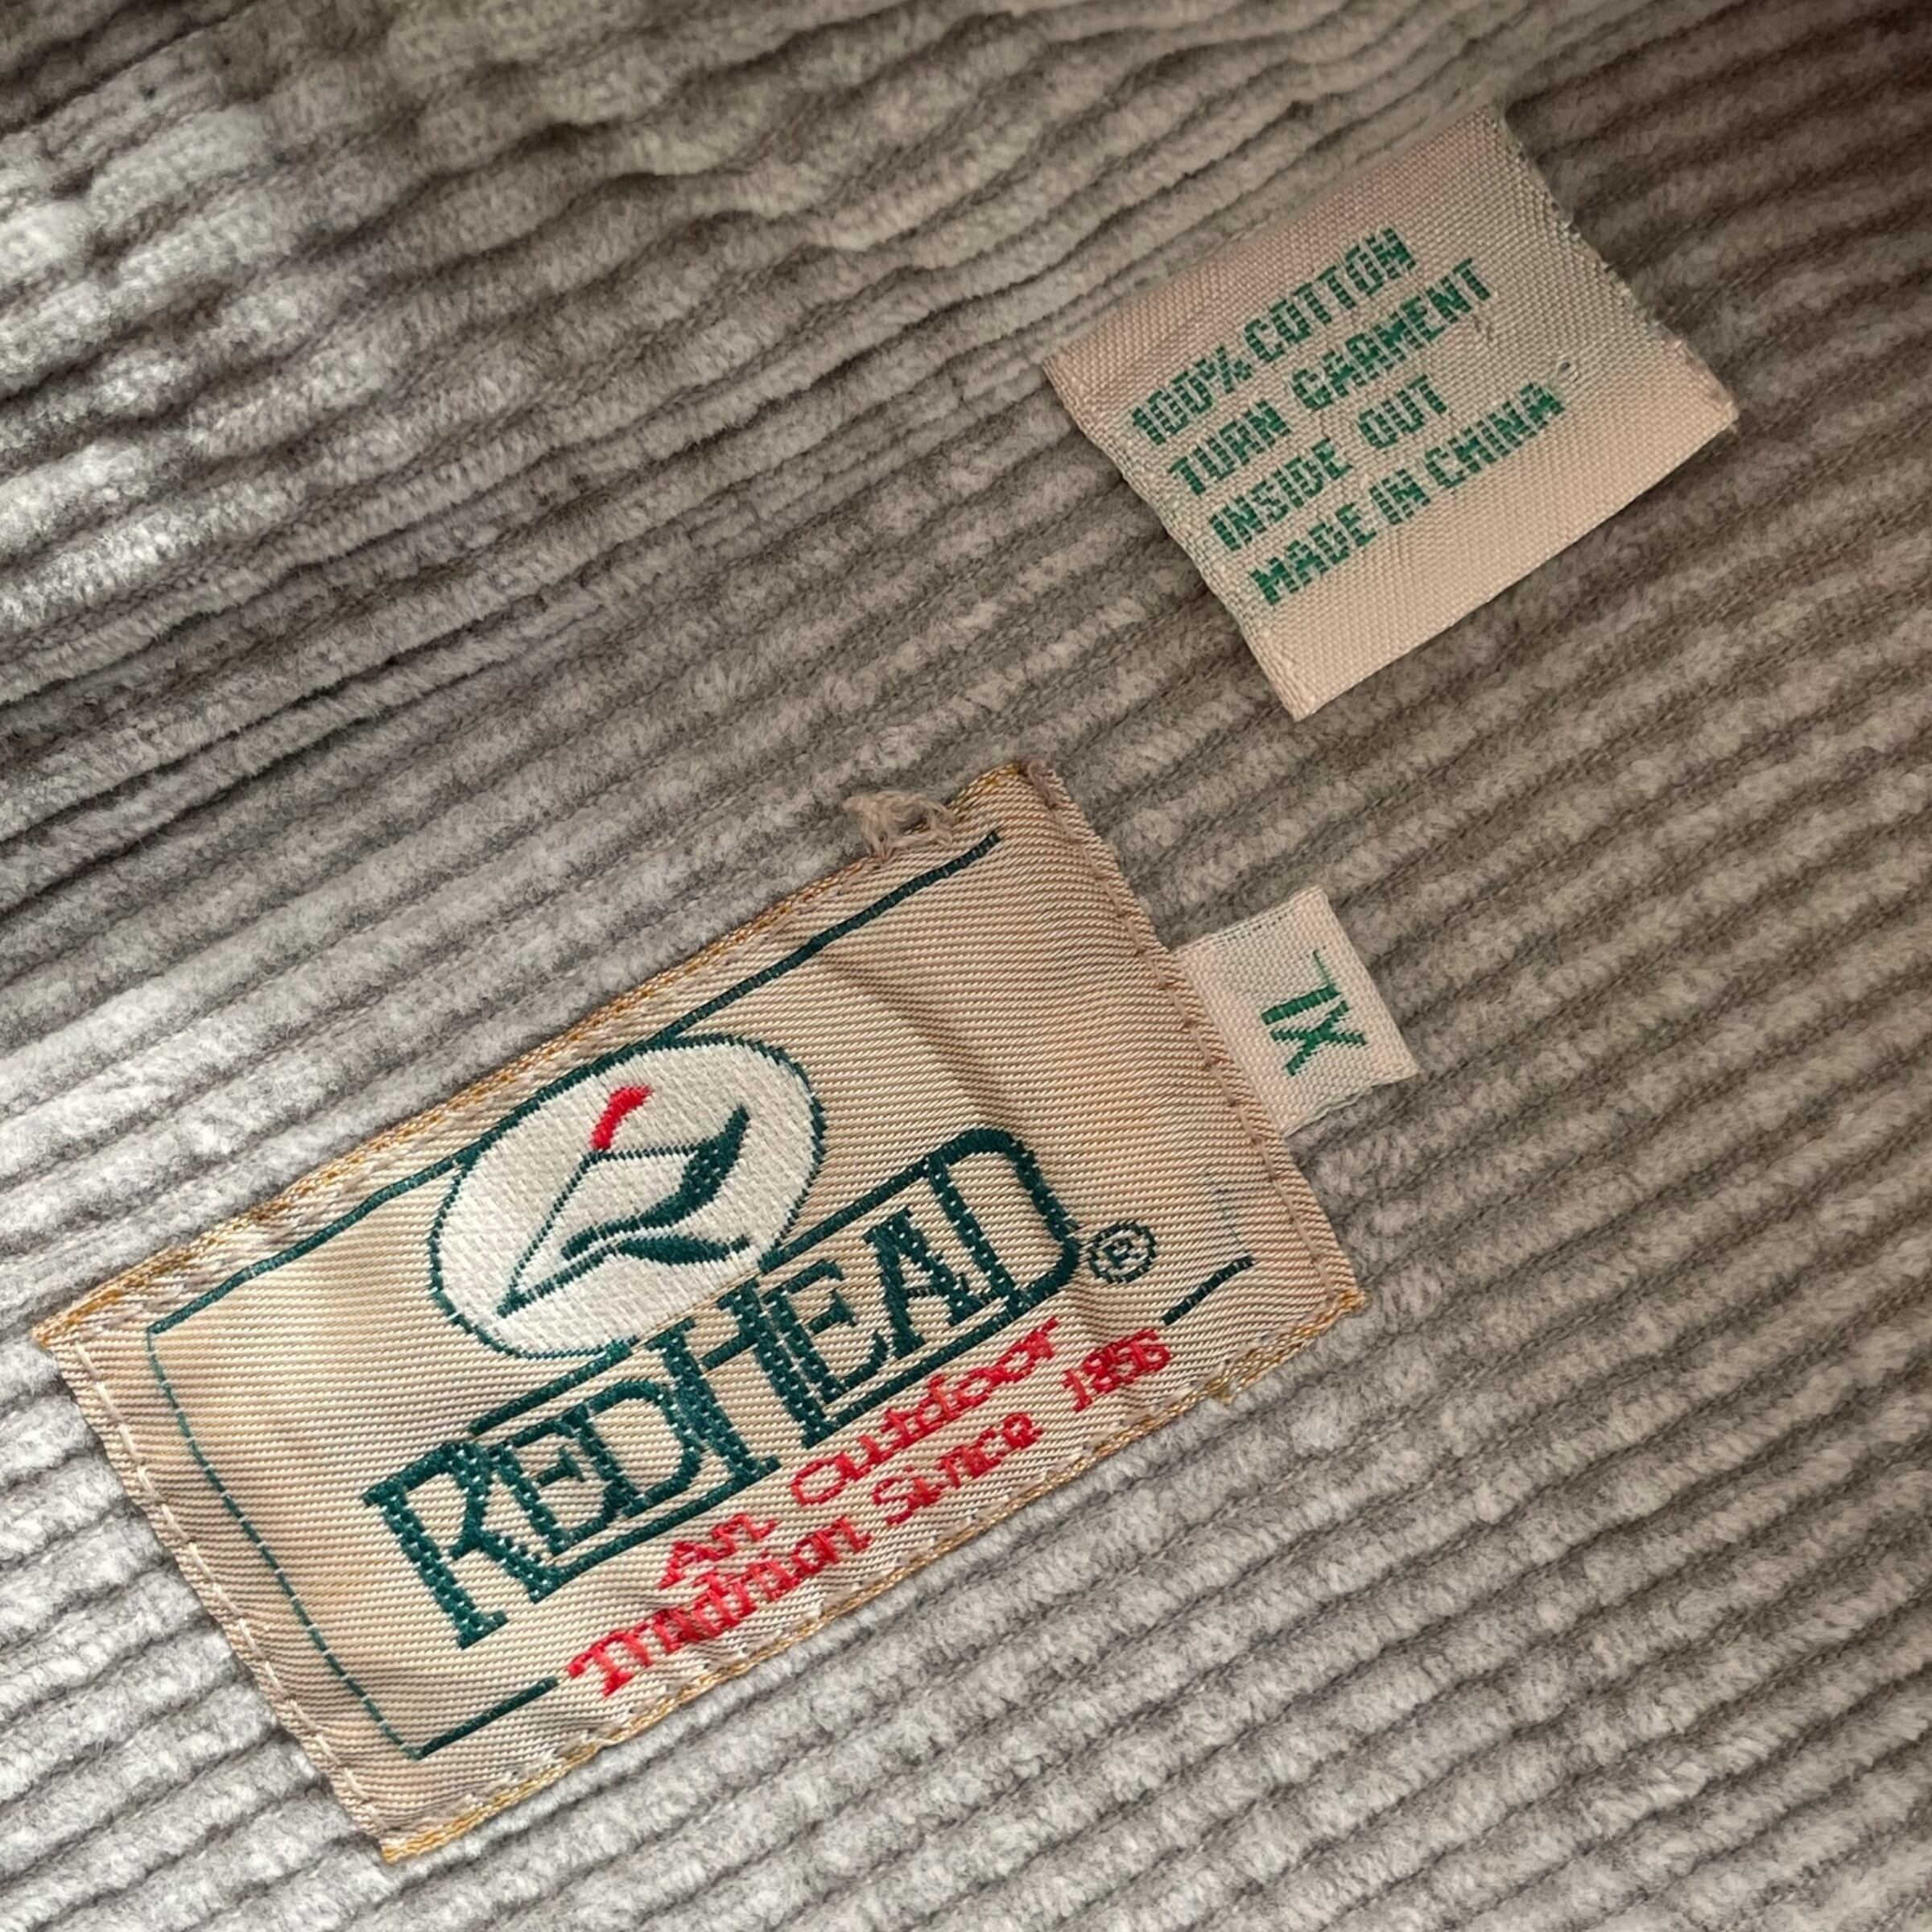 100% COTTON
TURN GARMENT
INSIDE OUT
MADE IN CHINA
XL
REDHEAD®
An Outdoor
Tradition Since 1856